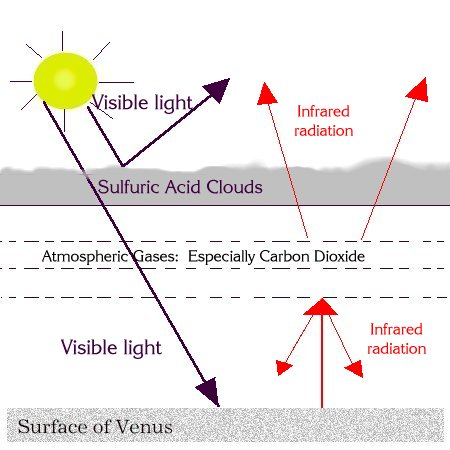 Visible light
Infrared
radiation
Sulfuric Acid Clouds
Atmospheric Gases: Especially Carbon Dioxide
Visible light
Infrared
radiation
Surface of Venus